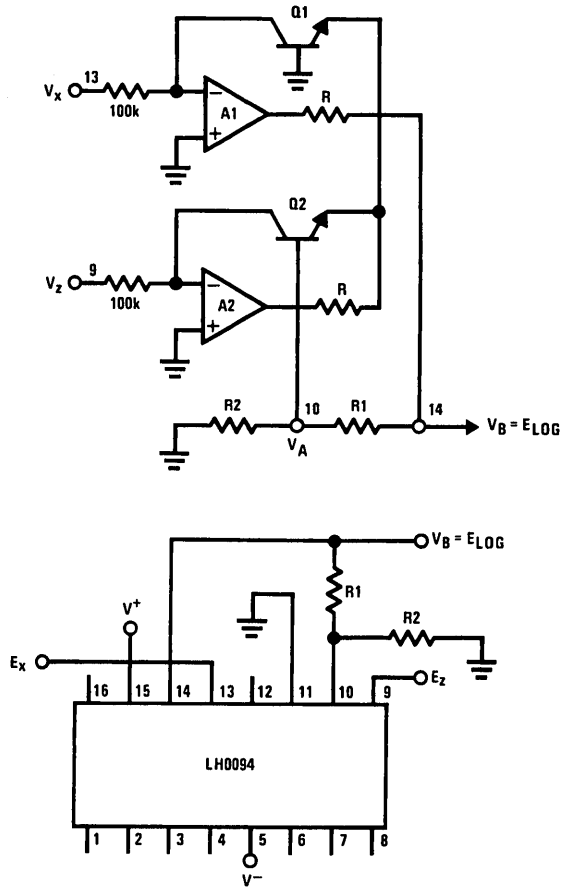 Q1
Vx 13
100k
A1
R
Q2
Vz 9
100k
A2
R
R2
10
R1
14
VA
VB = ELOG
VB = ELOG
R1
V+
R2
Ex
Ez
16 15 14 13 12 11 10 9
LH0094
1 2 3 4 5 6 7 8
V−